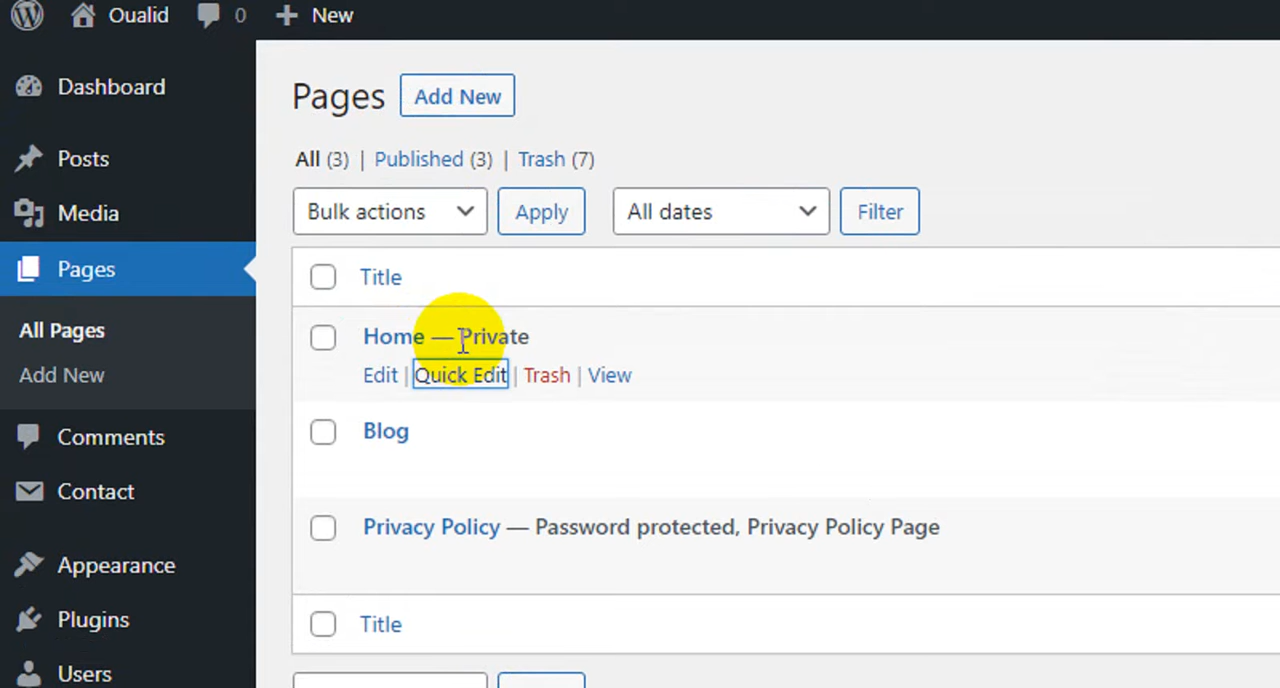 Oualid 0 New
Dashboard
Posts
Media
Pages
All Pages
Add New
Comments
Contact
Appearance
Plugins
Users
Pages Add New
All (3) | Published (3) | Trash (7)
Bulk actions Apply All dates Filter
Title
Home — Private
Edit | Quick Edit | Trash | View
Blog
Privacy Policy — Password protected, Privacy Policy Page
Title